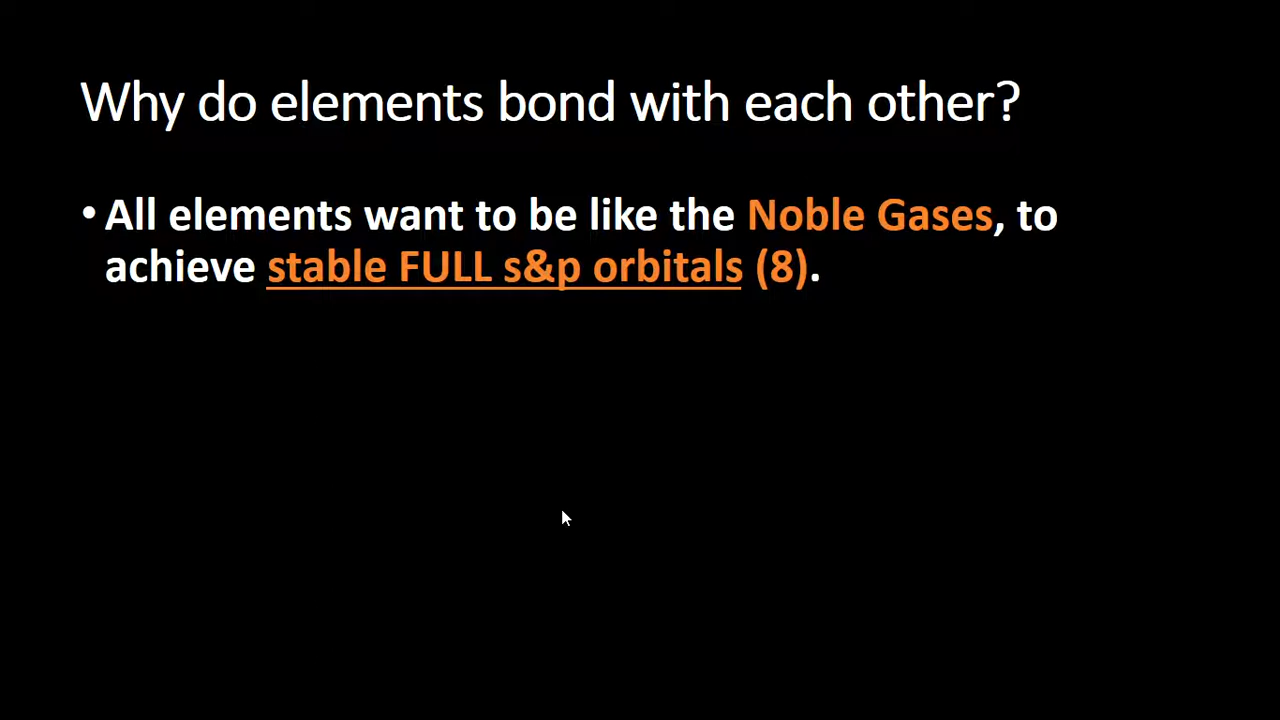 Why do elements bond with each other?
• All elements want to be like the Noble Gases, to
achieve stable FULL s&p orbitals (8).